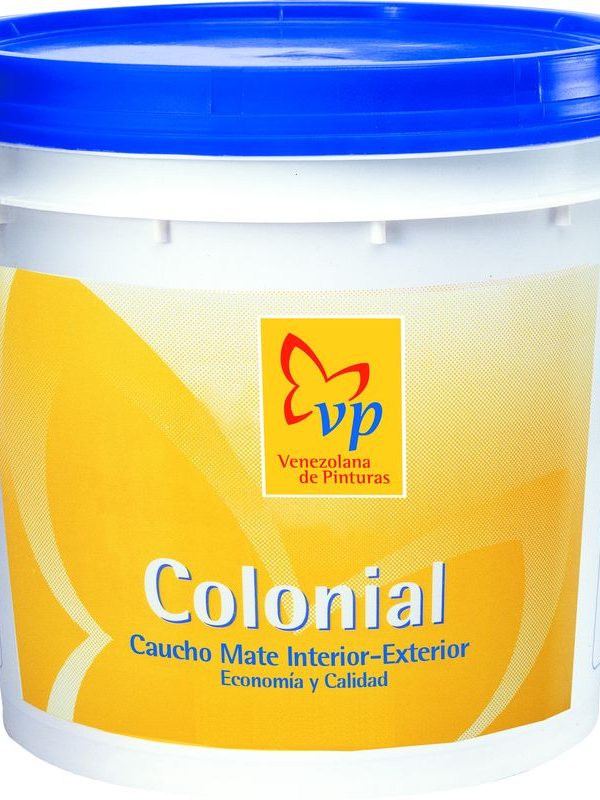 vp
Venezolana
de Pinturas
Colonial
Caucho Mate Interior-Exterior
Economía y Calidad